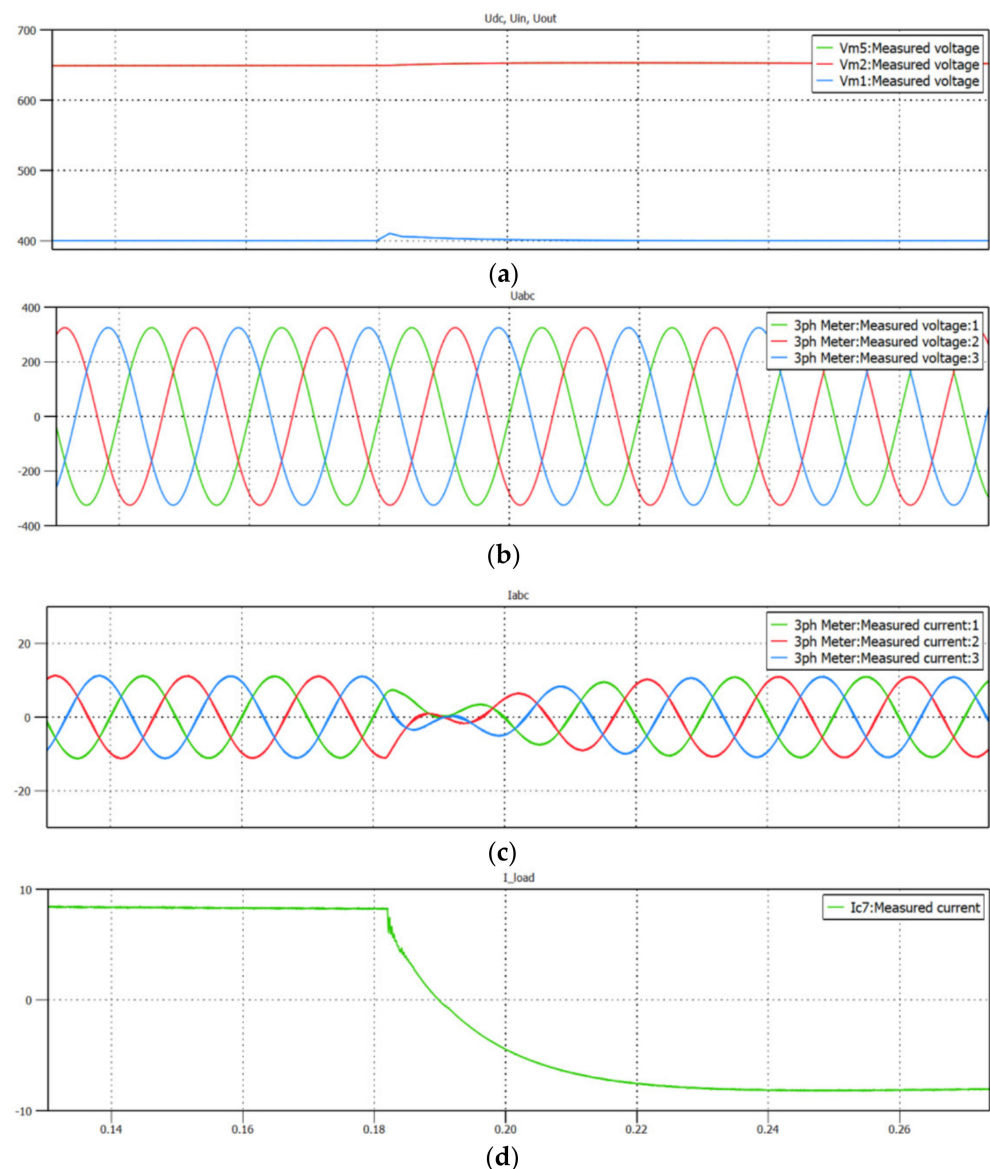 Udc, Uin, Uout
700
600
500
400
Vm5:Measured voltage
Vm2:Measured voltage
Vm1:Measured voltage
(a)
Uabc
400
200
0
-200
-400
3ph Meter:Measured voltage:1
3ph Meter:Measured voltage:2
3ph Meter:Measured voltage:3
(b)
Iabc
20
0
-20
3ph Meter:Measured current:1
3ph Meter:Measured current:2
3ph Meter:Measured current:3
(c)
I_load
10
0
-10
Ic7:Measured current
0.14 0.16 0.18 0.20 0.22 0.24 0.26
(d)